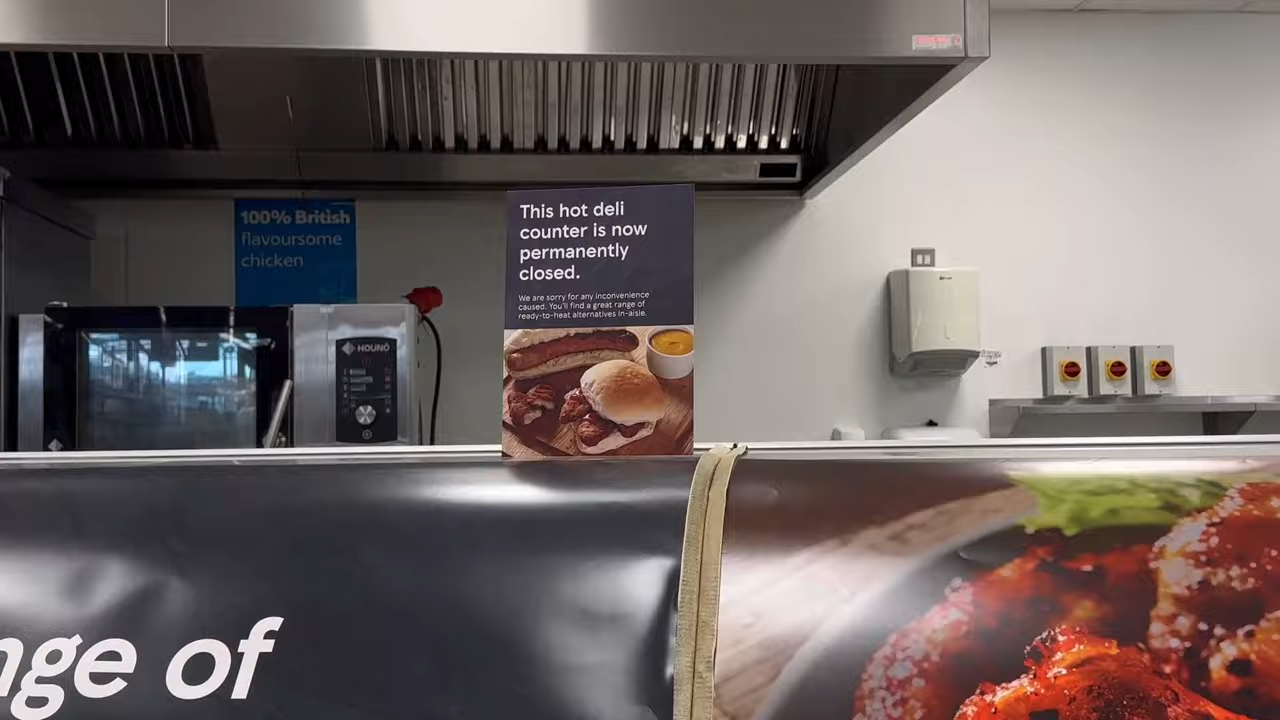 100% British
flavoursome
chicken
This hot deli
counter is now
permanently
closed.
We are sorry for any inconvenience
caused. You'll find a great range of
ready-to-heat alternatives in-aisle.
HOUNÖ
nge of